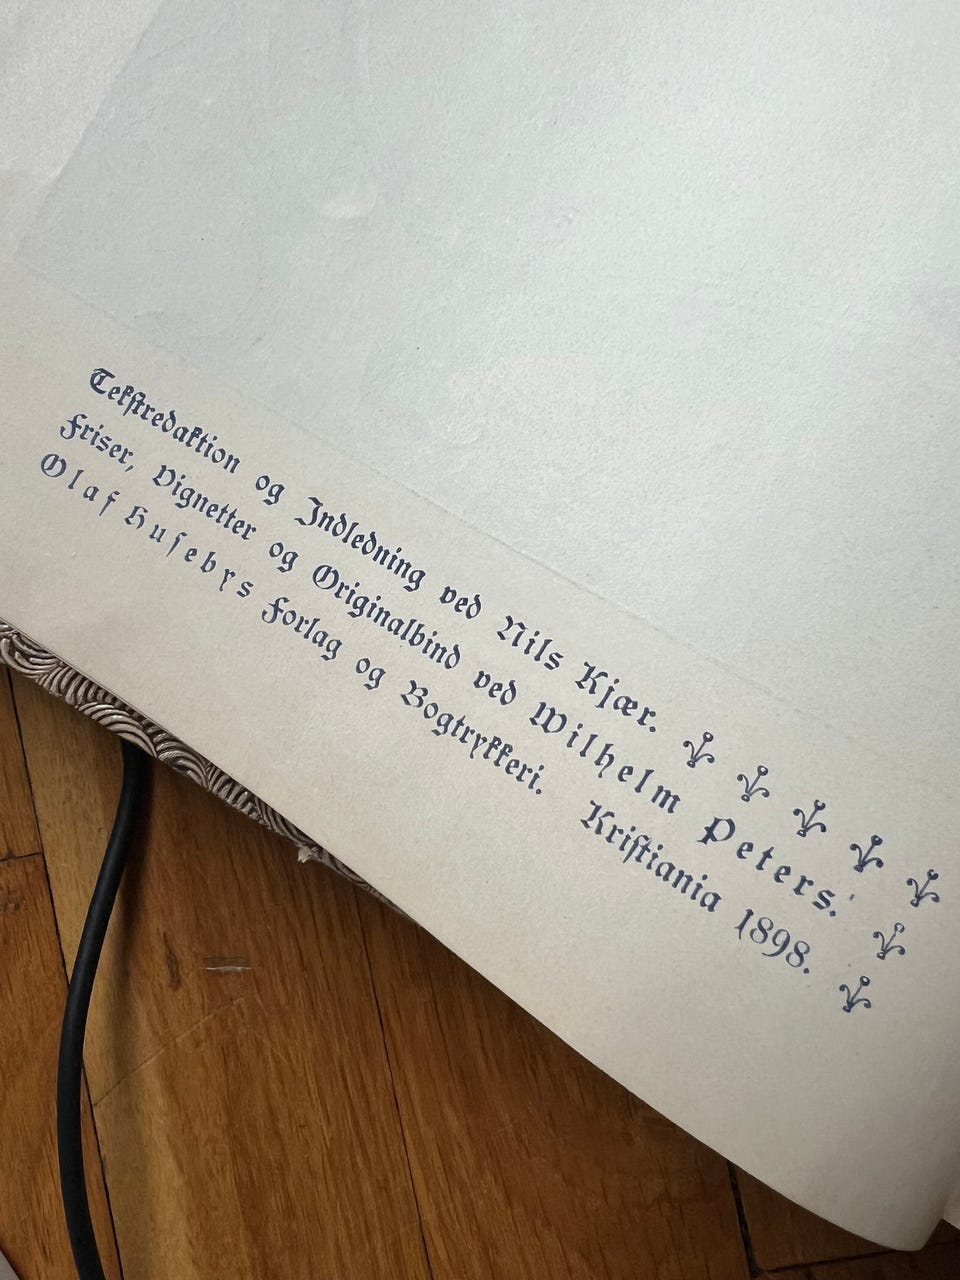 Tekstredaktion og Indledning ved Nils Kjær.
Friser, Vignetter og Originalbind ved Wilhelm Peters.
Olaf Husebys Forlag og Bogtrykkeri. Kristiania 1898.